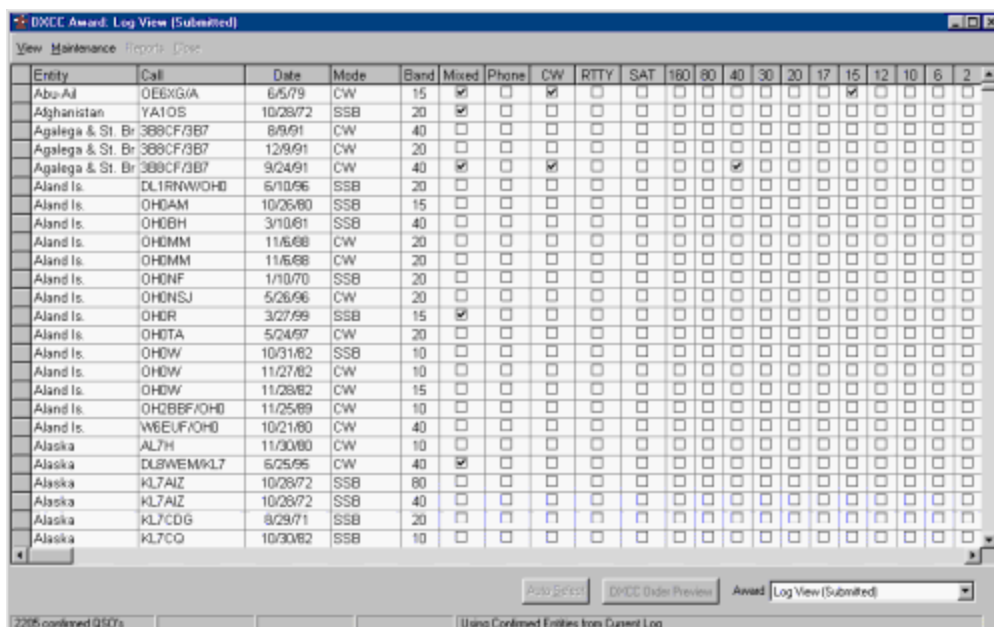 DXCC Award: Log View (Submitted)
View Maintenance Reports Close
Entity Call Date Mode Band Mixed Phone CW RTTY SAT 160 80 40 30 20 17 15 12 10 6 2
Abu-Ail OE6XG/A 6/5/79 CW 15
Afghanistan YA1OS 10/28/72 SSB 20
Agalega & St. Br 3B8CF/3B7 8/9/91 CW 40
Agalega & St. Br 3B8CF/3B7 12/9/91 CW 20
Agalega & St. Br 3B8CF/3B7 9/24/91 CW 40
Aland Is. DL1RNW/OH0 6/10/96 SSB 20
Aland Is. OH0AM 10/26/80 SSB 15
Aland Is. OH0BH 3/10/81 SSB 40
Aland Is. OH0MM 11/6/88 CW 20
Aland Is. OH0MM 11/6/88 CW 20
Aland Is. OH0NF 1/10/70 SSB 20
Aland Is. OH0NSJ 5/26/96 CW 20
Aland Is. OH0R 3/27/99 SSB 15
Aland Is. OH0TA 5/24/97 CW 20
Aland Is. OH0W 10/31/82 SSB 10
Aland Is. OH0W 11/27/82 CW 10
Aland Is. OH0W 11/28/82 CW 15
Aland Is. OH2BBF/OH0 11/25/89 CW 10
Aland Is. W6EUF/OH0 10/21/80 CW 40
Alaska AL7H 11/30/80 CW 10
Alaska DL8WEM/KL7 6/25/95 CW 40
Alaska KL7AIZ 10/28/72 SSB 80
Alaska KL7AIZ 10/28/72 SSB 40
Alaska KL7CDG 8/29/71 SSB 20
Alaska KL7CQ 10/30/82 SSB 10
Auto Select DXCC Order Preview Award Log View (Submitted)
2205 confirmed QSO's Using Confirmed Entities from Current Log